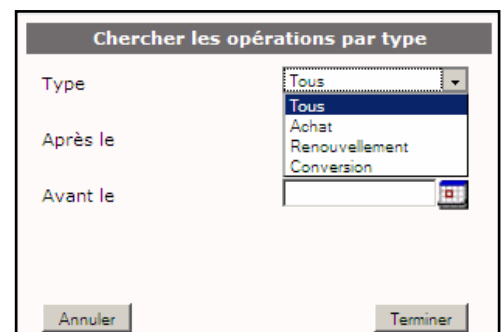 Chercher les opérations par type
Type
Tous
Tous
Achat
Renouvellement
Conversion
Après le
Avant le
Annuler
Terminer